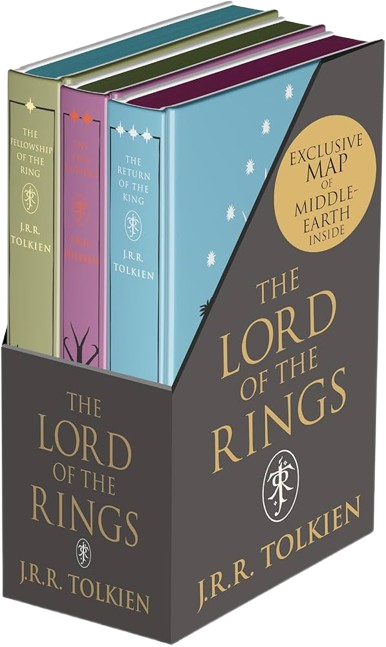 THE
FELLOWSHIP
OF THE
RING
J.R.R.
TOLKIEN
THE
RETURN
OF THE
KING
J.R.R.
TOLKIEN
EXCLUSIVE
MAP
OF
MIDDLE-
EARTH
INSIDE
THE
LORD
OF THE
RINGS
J.R.R. TOLKIEN
THE
LORD
OF THE
RINGS
J.R.R. TOLKIEN